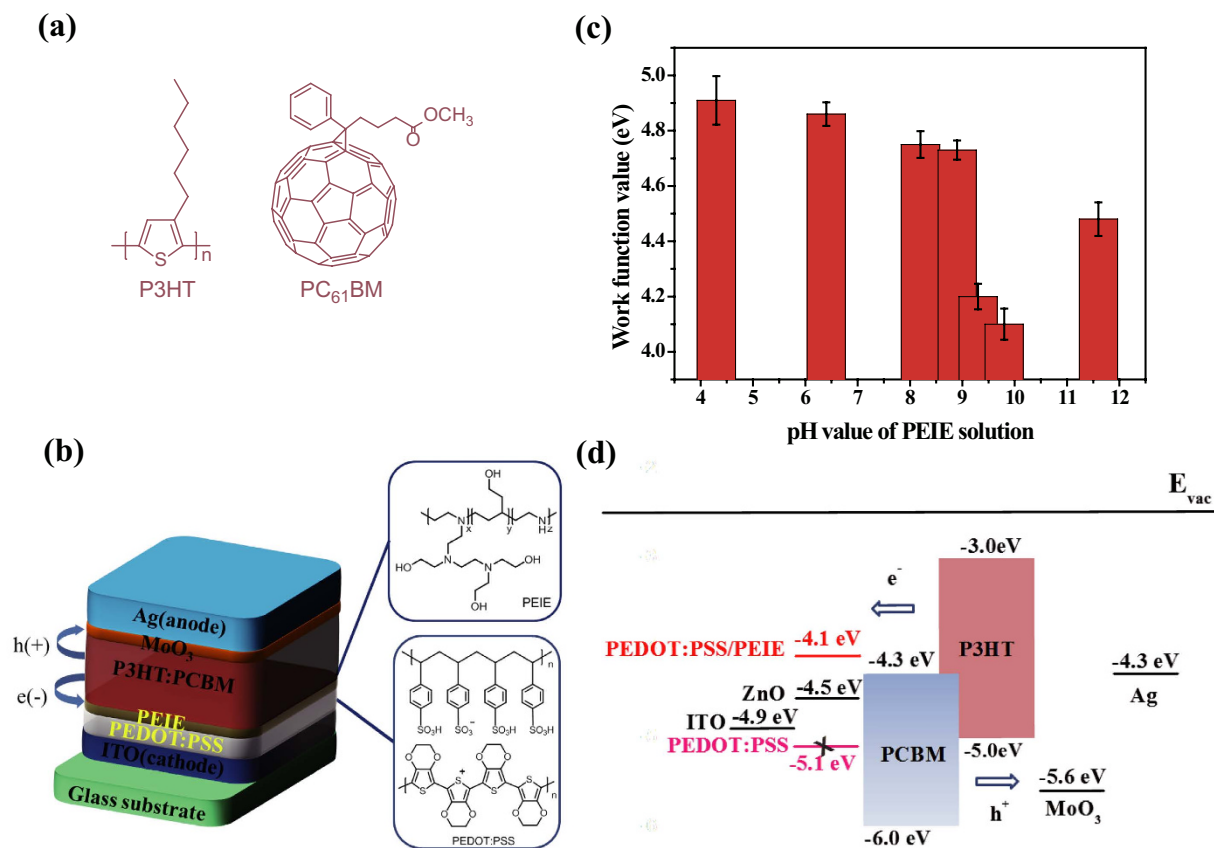 (a)
OCH3
O
S
n
P3HT
PC61BM
(c)
Work function value (eV)
5.0
4.8
4.6
4.4
4.2
4.0
4 5 6 7 8 9 10 11 12
pH value of PEIE solution
(b)
h(+)
e(-)
Ag(anode)
MoO3
P3HT:PCBM
PEIE
PEDOT:PSS
ITO(cathode)
Glass substrate
OH
N x y NH z
N
HO
N
OH
OH
OH
PEIE
n
SO3H SO3- SO3H SO3H
O O O O
S S+ S S n
O O O O
PEDOT:PSS
(d)
Evac
-3.0eV
e-
PEDOT:PSS/PEIE -4.1 eV
-4.3 eV
P3HT
-4.3 eV
Ag
ZnO -4.5 eV
ITO -4.9 eV
PEDOT:PSS
-5.1 eV
PCBM
-5.0eV
h+
-5.6 eV
MoO3
-6.0 eV